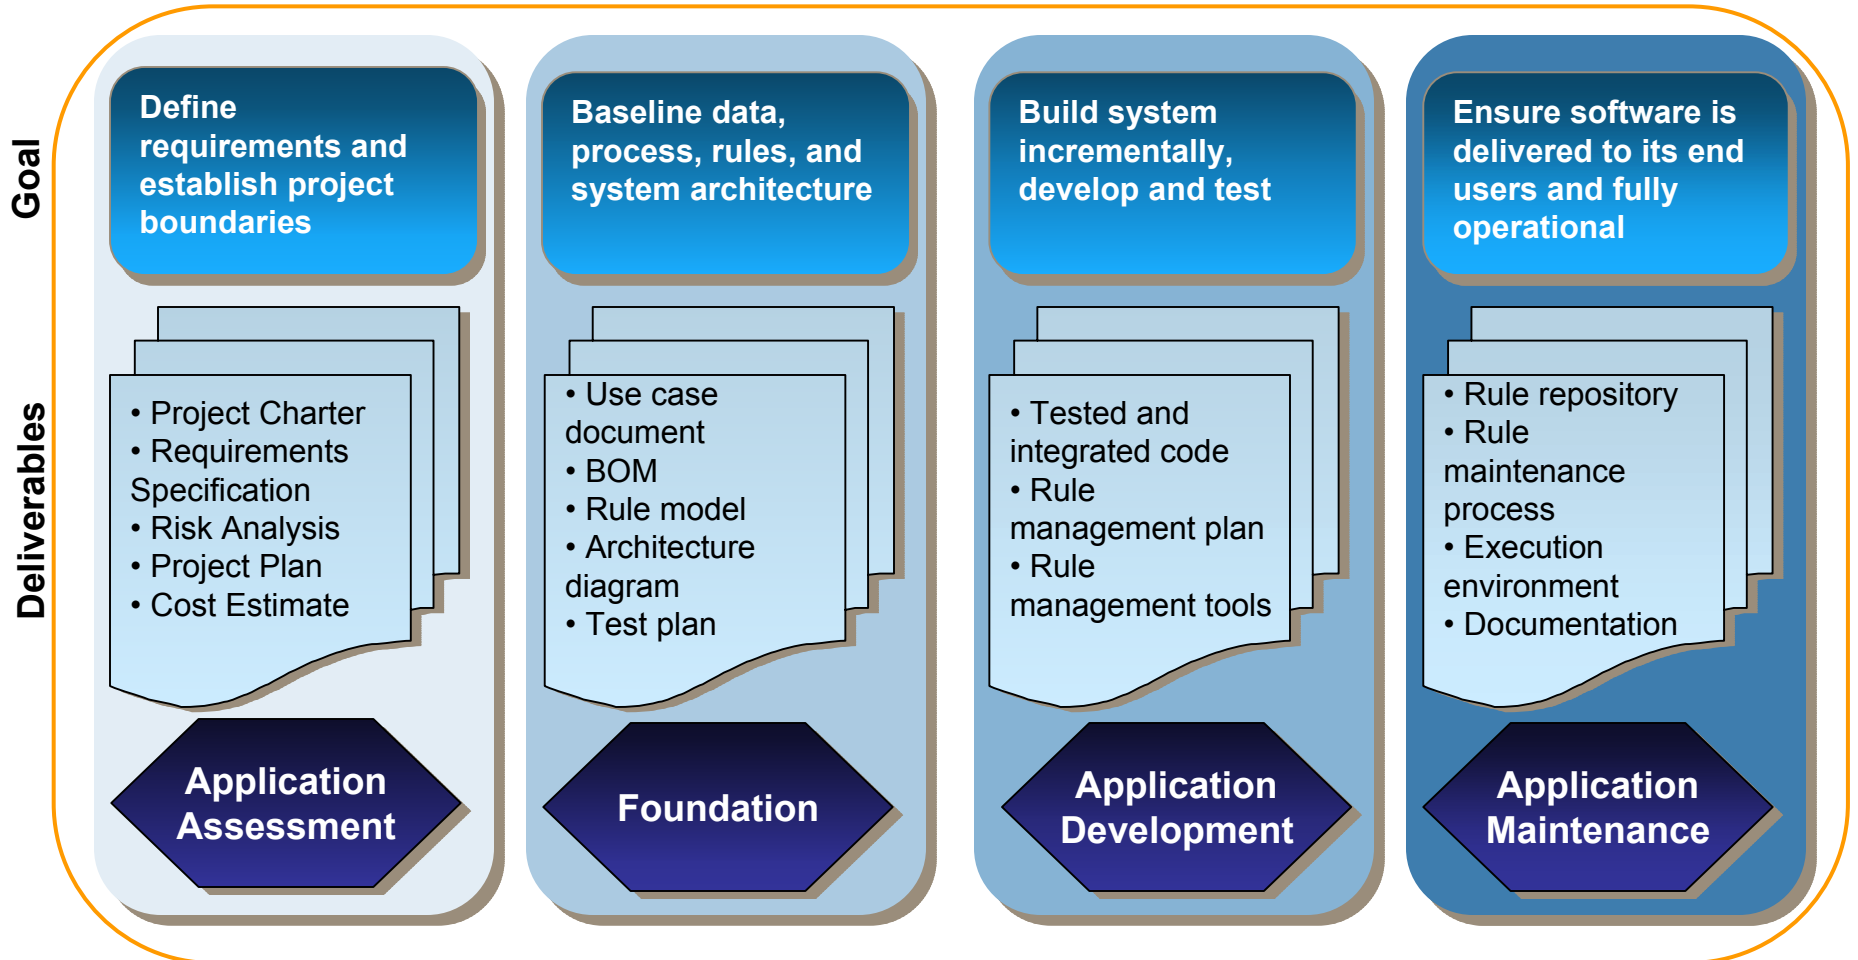 Goal
Define
requirements and
establish project
boundaries
Baseline data,
process, rules, and
system architecture
Build system
incrementally,
develop and test
Ensure software is
delivered to its end
users and fully
operational
Deliverables
• Project Charter
• Requirements
Specification
• Risk Analysis
• Project Plan
• Cost Estimate
• Use case
document
• BOM
• Rule model
• Architecture
diagram
• Test plan
• Tested and
integrated code
• Rule
management plan
• Rule
management tools
• Rule repository
• Rule
maintenance
process
• Execution
environment
• Documentation
Application
Assessment
Foundation
Application
Development
Application
Maintenance